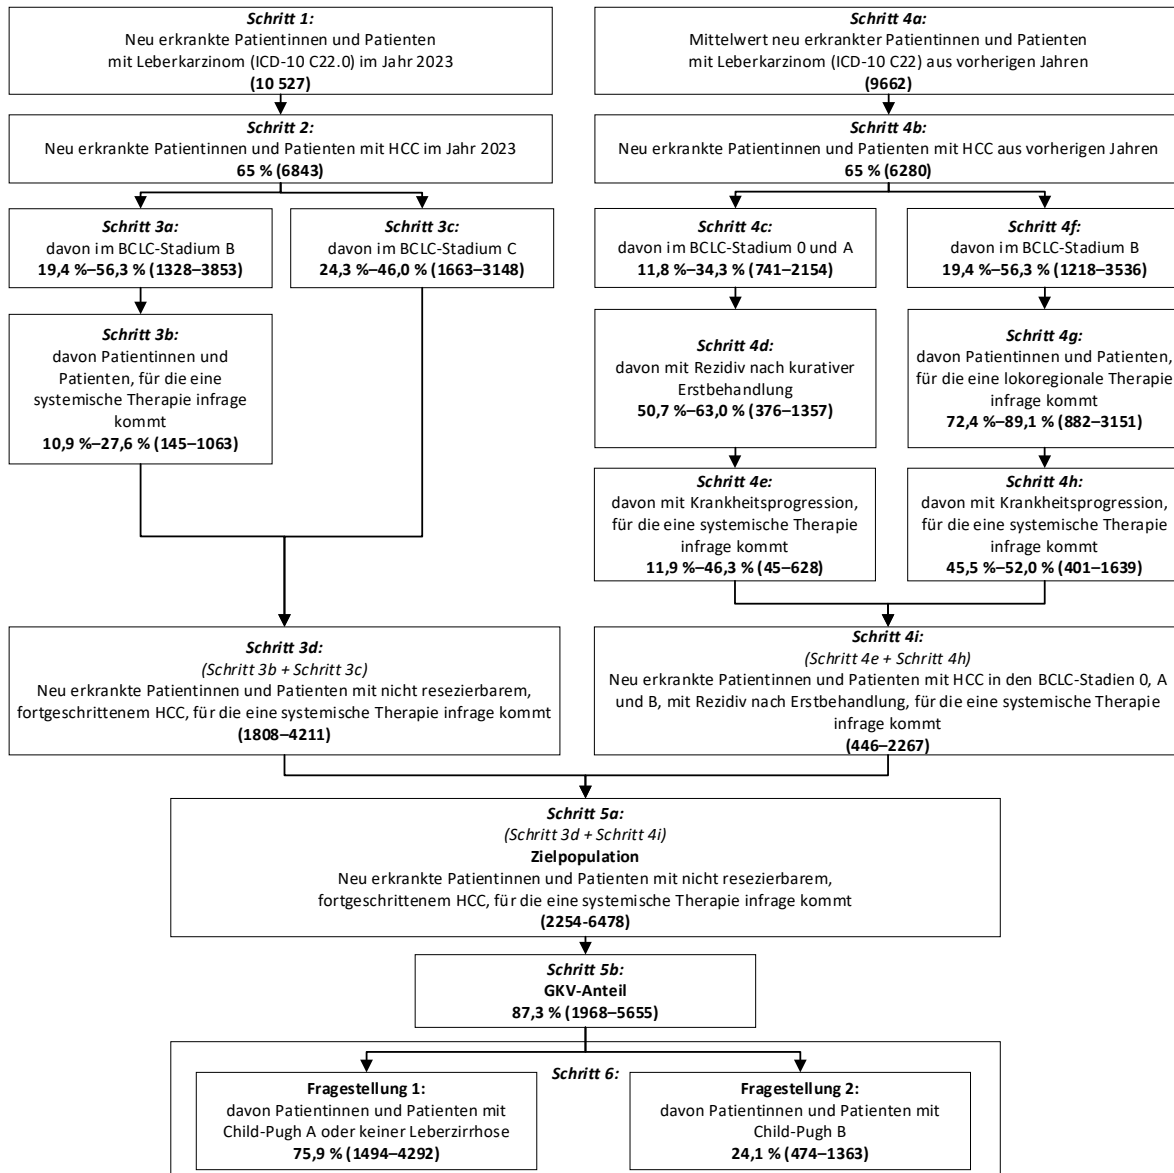 Schritt 1:
Neu erkrankte Patientinnen und Patienten
mit Leberkarzinom (ICD-10 C22.0) im Jahr 2023
(10 527)
Schritt 4a:
Mittelwert neu erkrankter Patientinnen und Patienten
mit Leberkarzinom (ICD-10 C22) aus vorherigen Jahren
(9662)
Schritt 2:
Neu erkrankte Patientinnen und Patienten mit HCC im Jahr 2023
65 % (6843)
Schritt 4b:
Neu erkrankte Patientinnen und Patienten mit HCC aus vorherigen Jahren
65 % (6280)
Schritt 3a:
davon im BCLC-Stadium B
19,4 %–56,3 % (1328–3853)
Schritt 3c:
davon im BCLC-Stadium C
24,3 %–46,0 % (1663–3148)
Schritt 4c:
davon im BCLC-Stadium 0 und A
11,8 %–34,3 % (741–2154)
Schritt 4f:
davon im BCLC-Stadium B
19,4 %–56,3 % (1218–3536)
Schritt 3b:
davon Patientinnen und
Patienten, für die eine
systemische Therapie infrage
kommt
10,9 %–27,6 % (145–1063)
Schritt 4d:
davon mit Rezidiv nach kurativer
Erstbehandlung
50,7 %–63,0 % (376–1357)
Schritt 4g:
davon Patientinnen und Patienten,
für die eine lokoregionale Therapie
infrage kommt
72,4 %–89,1 % (882–3151)
Schritt 4e:
davon mit Krankheitsprogression,
für die eine systemische Therapie
infrage kommt
11,9 %–46,3 % (45–628)
Schritt 4h:
davon mit Krankheitsprogression,
für die eine systemische Therapie
infrage kommt
45,5 %–52,0 % (401–1639)
Schritt 3d:
(Schritt 3b + Schritt 3c)
Neu erkrankte Patientinnen und Patienten mit nicht resezierbarem,
fortgeschrittenem HCC, für die eine systemische Therapie infrage kommt
(1808–4211)
Schritt 4i:
(Schritt 4e + Schritt 4h)
Neu erkrankte Patientinnen und Patienten mit HCC in den BCLC-Stadien 0, A
und B, mit Rezidiv nach Erstbehandlung, für die eine systemische Therapie
infrage kommt
(446–2267)
Schritt 5a:
(Schritt 3d + Schritt 4i)
Zielpopulation
Neu erkrankte Patientinnen und Patienten mit nicht resezierbarem,
fortgeschrittenem HCC, für die eine systemische Therapie infrage kommt
(2254-6478)
Schritt 5b:
GKV-Anteil
87,3 % (1968–5655)
Schritt 6:
Fragestellung 1:
davon Patientinnen und Patienten mit
Child-Pugh A oder keiner Leberzirrhose
75,9 % (1494–4292)
Fragestellung 2:
davon Patientinnen und Patienten mit
Child-Pugh B
24,1 % (474–1363)